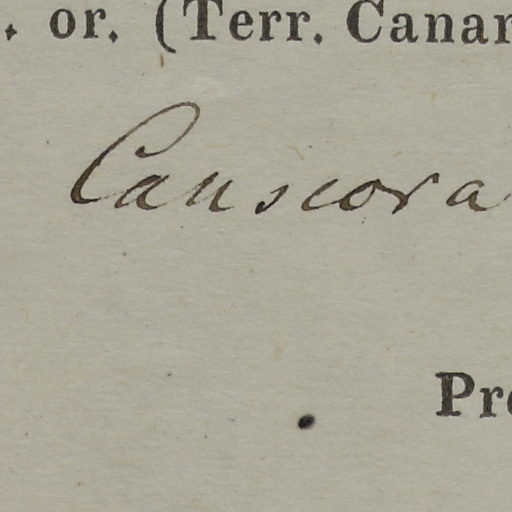 . or. (Terr. Canar
Canscora
Pr